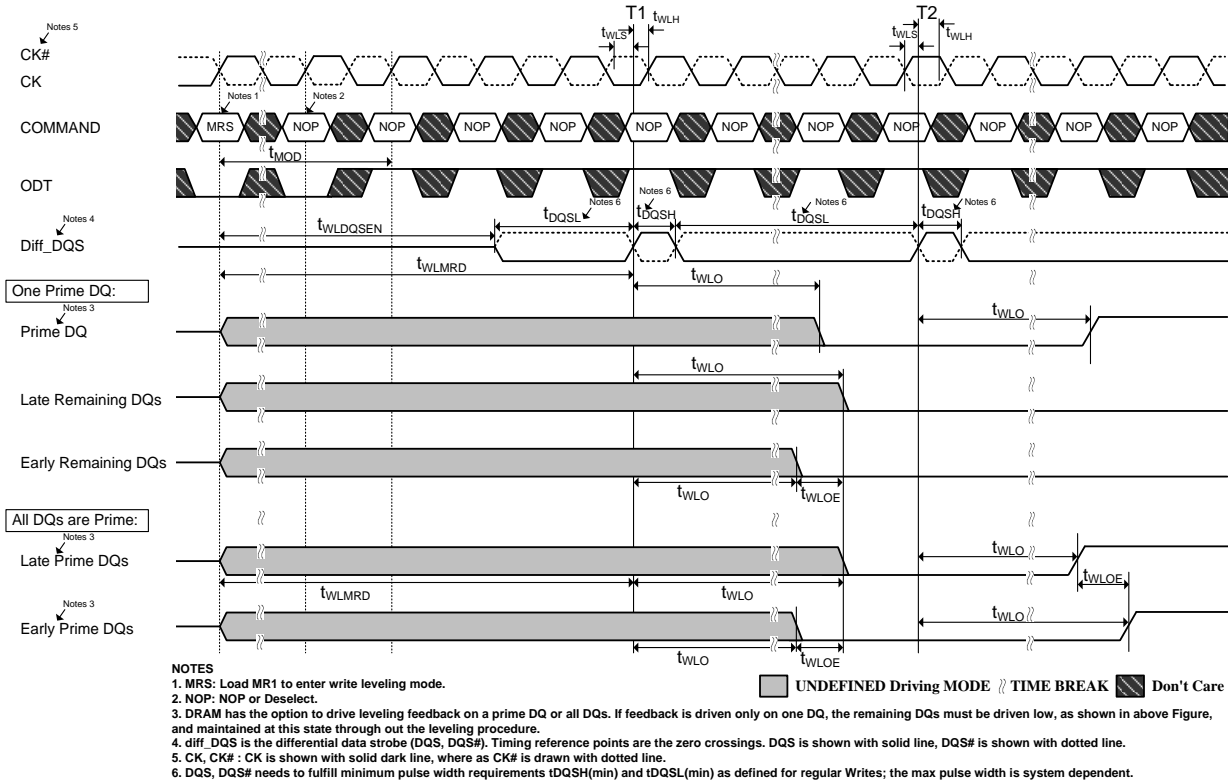 T1
T2
Notes 5
tWLS
tWLH
tWLS
tWLH
CK#
CK
Notes 1
Notes 2
COMMAND
MRS
NOP
NOP
NOP
NOP
NOP
NOP
NOP
NOP
NOP
NOP
NOP
tMOD
ODT
Notes 4
Notes 6
Notes 6
Notes 6
Notes 6
Diff_DQS
tWLDQSEN
tDQSL
tDQSH
tDQSL
tDQSH
tWLMRD
tWLO
One Prime DQ:
Notes 3
Prime DQ
tWLO
tWLO
Late Remaining DQs
Early Remaining DQs
tWLO
tWLOE
All DQs are Prime:
Notes 3
Late Prime DQs
tWLO
tWLMRD
tWLO
tWLOE
Notes 3
Early Prime DQs
tWLO
tWLO
tWLOE
NOTES
1. MRS: Load MR1 to enter write leveling mode.
2. NOP: NOP or Deselect.
UNDEFINED Driving MODE
TIME BREAK
Don't Care
3. DRAM has the option to drive leveling feedback on a prime DQ or all DQs. If feedback is driven only on one DQ, the remaining DQs must be driven low, as shown in above Figure,
and maintained at this state through out the leveling procedure.
4. diff_DQS is the differential data strobe (DQS, DQS#). Timing reference points are the zero crossings. DQS is shown with solid line, DQS# is shown with dotted line.
5. CK, CK# : CK is shown with solid dark line, where as CK# is drawn with dotted line.
6. DQS, DQS# needs to fulfill minimum pulse width requirements tDQSH(min) and tDQSL(min) as defined for regular Writes; the max pulse width is system dependent.